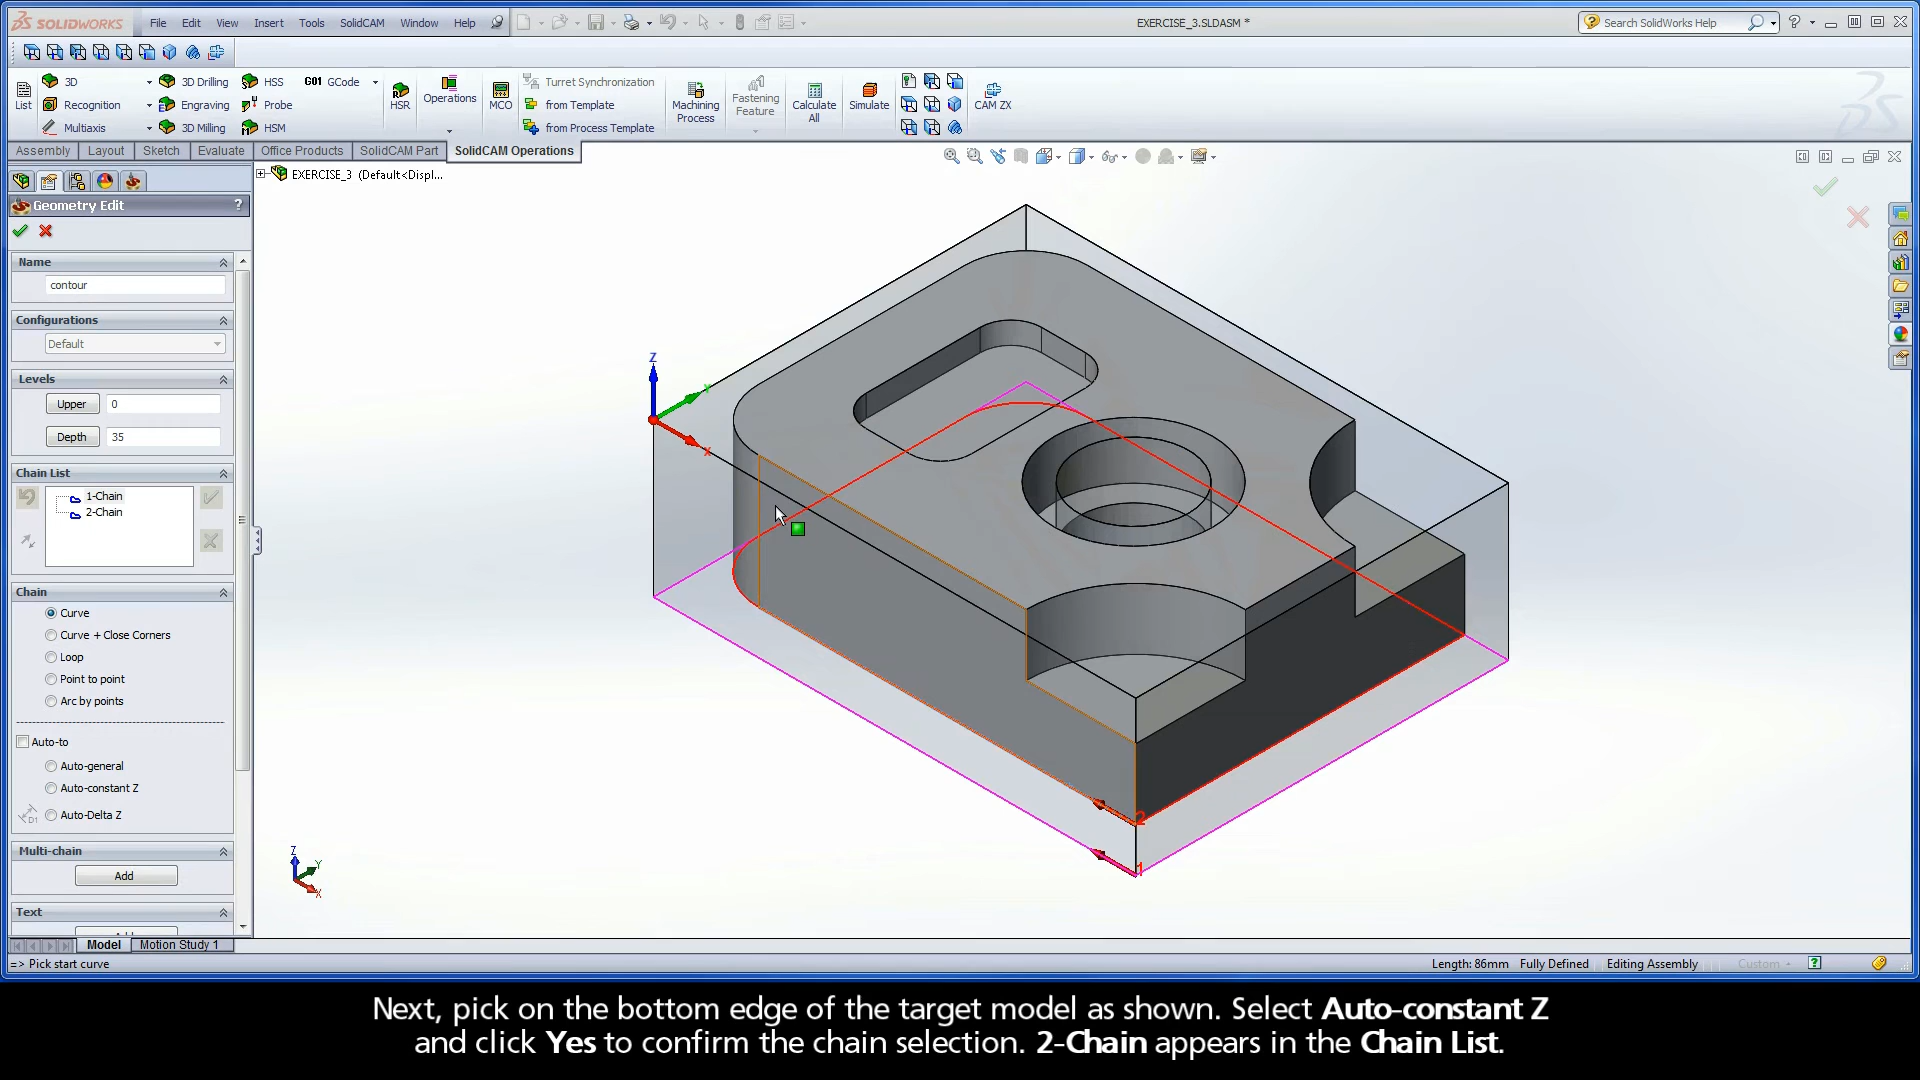 SOLIDWORKS File Edit View Insert Tools SolidCAM Window Help EXERCISE_3.SLDASM * Search SolidWorks Help
3D 3D Drilling HSS G01 GCode Turret Synchronization
List Recognition Engraving Probe HSR Operations MCO from Template Machining Process Fastening Feature Calculate All Simulate CAM ZX
Multiaxis 3D Milling HSM from Process Template
Assembly Layout Sketch Evaluate Office Products SolidCAM Part SolidCAM Operations
EXERCISE_3 (Default<Displ...
Geometry Edit ?
Name
contour
Configurations
Default
Levels
Upper 0
Depth 35
Chain List
1-Chain
2-Chain
Chain
Curve
Curve + Close Corners
Loop
Point to point
Arc by points
Auto-to
Auto-general
Auto-constant Z
Auto-Delta Z
Multi-chain
Add
Text
Z
X
2
1
Z
Y
X
Model Motion Study 1
=> Pick start curve Length: 86mm Fully Defined Editing Assembly Custom
Next, pick on the bottom edge of the target model as shown. Select Auto-constant Z
and click Yes to confirm the chain selection. 2-Chain appears in the Chain List.